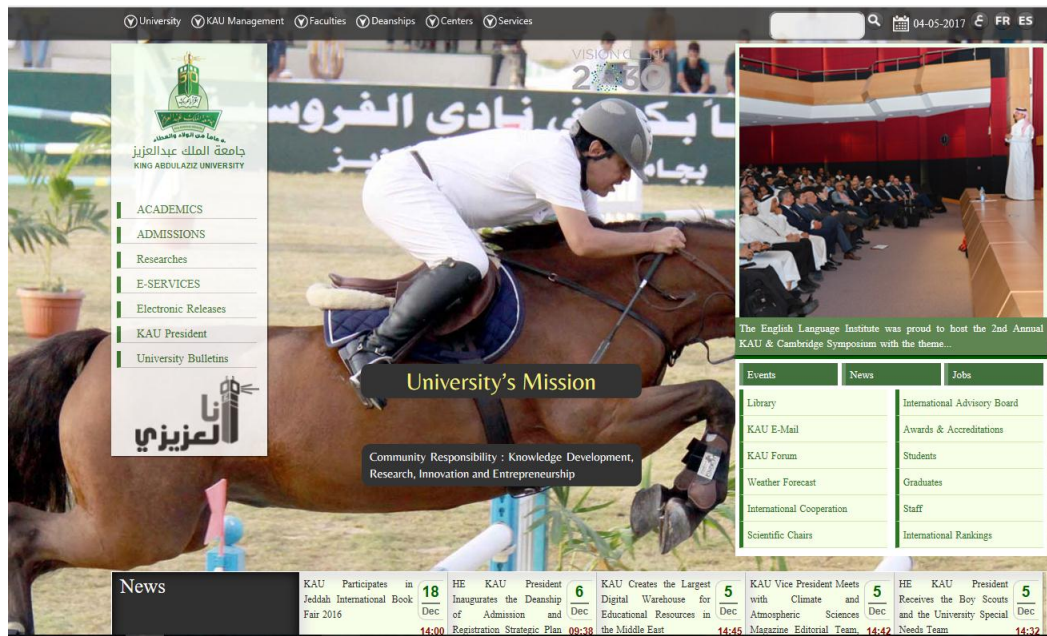 University KAU Management Faculties Deanships Centers Services
04-05-2017 ع FR ES
VISION رؤيـــة
2030
جامعة الملك عبدالعزيز
KING ABDULAZIZ UNIVERSITY
ACADEMICS
ADMISSIONS
Researches
E-SERVICES
Electronic Releases
KAU President
University Bulletins
أنا
العزيزي
في نادي الفروسي
University's Mission
Community Responsibility : Knowledge Development,
Research, Innovation and Entrepreneurship
The English Language Institute was proud to host the 2nd Annual
KAU & Cambridge Symposium with the theme...
Events News Jobs
Library
KAU E-Mail
KAU Forum
Weather Forecast
International Cooperation
Scientific Chairs
International Advisory Board
Awards & Accreditations
Students
Graduates
Staff
International Rankings
News
KAU Participates in
Jeddah International Book
Fair 2016
18
Dec
14:00
HE KAU President
Inaugurates the Deanship
of Admission and
Registration Strategic Plan
6
Dec
09:38
KAU Creates the Largest
Digital Warehouse for
Educational Resources in
the Middle East
5
Dec
14:45
KAU Vice President Meets
with Climate and
Atmospheric Sciences
Magazine Editorial Team,
5
Dec
14:42
HE KAU President
Receives the Boy Scouts
and the University Special
Needs Team
5
Dec
14:32